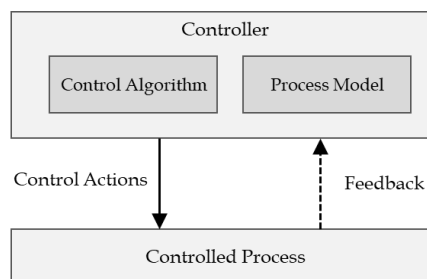 Controller
Control Algorithm
Process Model
Control Actions
Feedback
Controlled Process